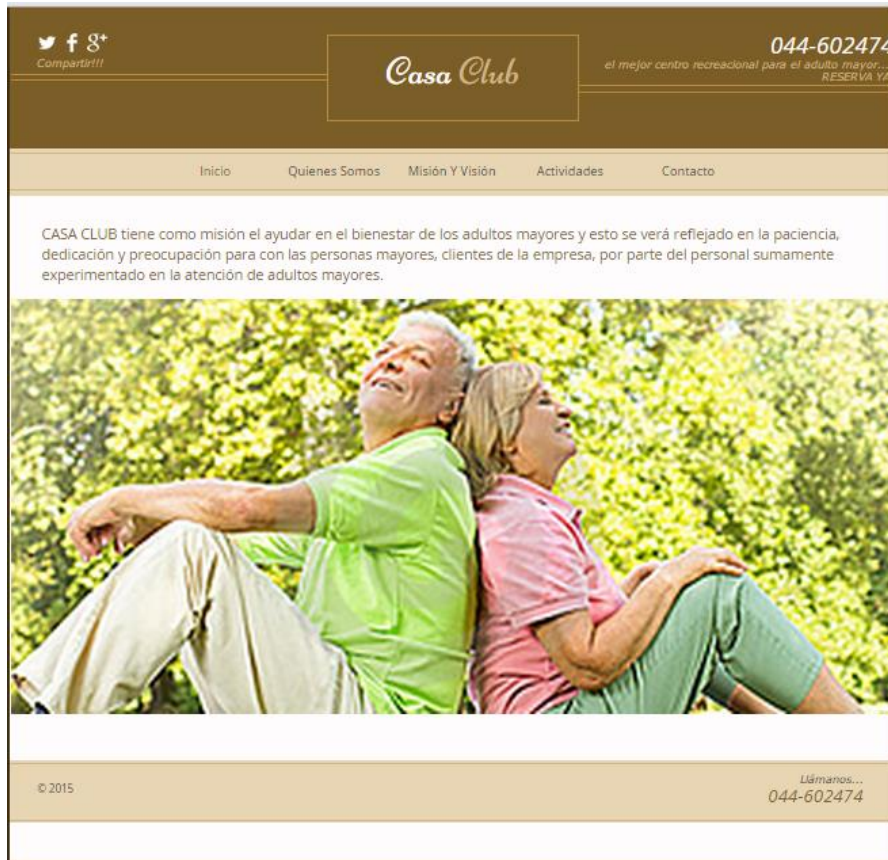 044-602474
Compartir!!!
Casa Club
el mejor centro recreacional para el adulto mayor...
RESERVA YA
Inicio Quienes Somos Misión Y Visión Actividades Contacto
CASA CLUB tiene como misión el ayudar en el bienestar de los adultos mayores y esto se verá reflejado en la paciencia,
dedicación y preocupación para con las personas mayores, clientes de la empresa, por parte del personal sumamente
experimentado en la atención de adultos mayores.
© 2015
Llámanos...
044-602474